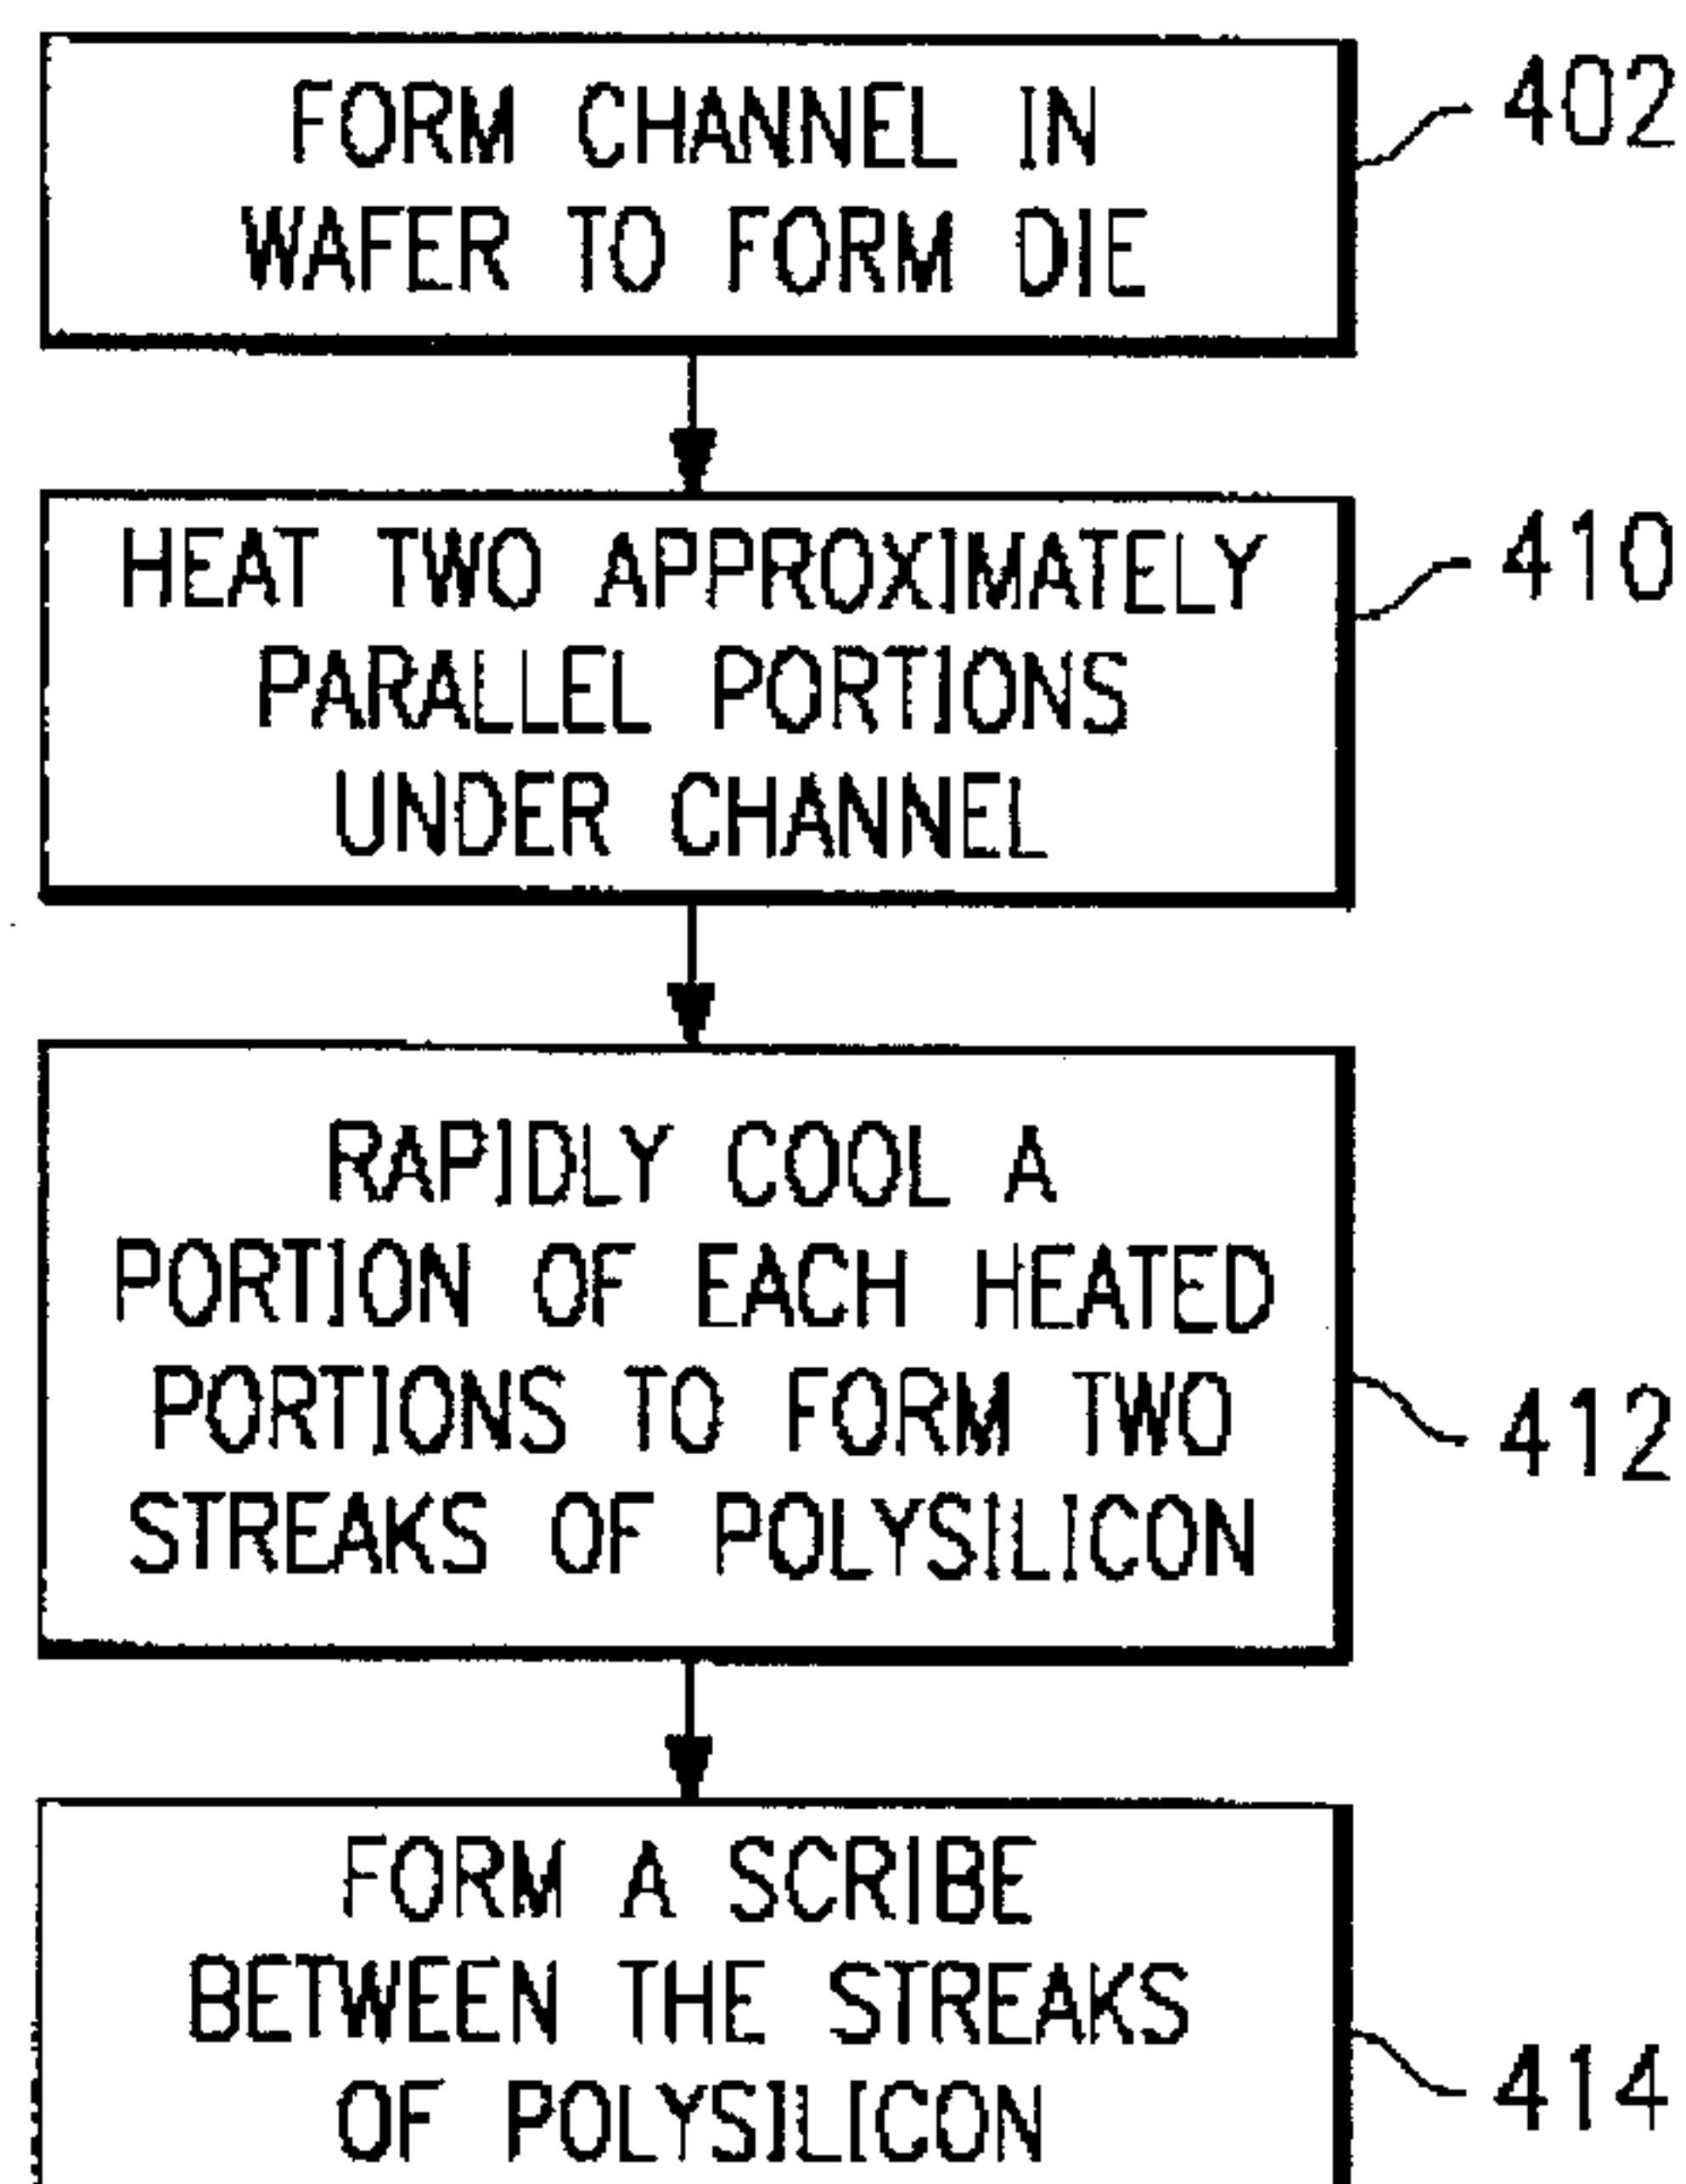 FORM CHANNEL IN
WAFER TO FORM DIE
402
HEAT TWO APPROXIMATELY
PARALLEL PORTIONS
UNDER CHANNEL
410
RAPIDLY COOL A
PORTION OF EACH HEATED
PORTIONS TO FORM TWO
STREAKS OF POLYSILICON
412
FORM A SCRIBE
BETWEEN THE STREAKS
OF POLYSILICON
414